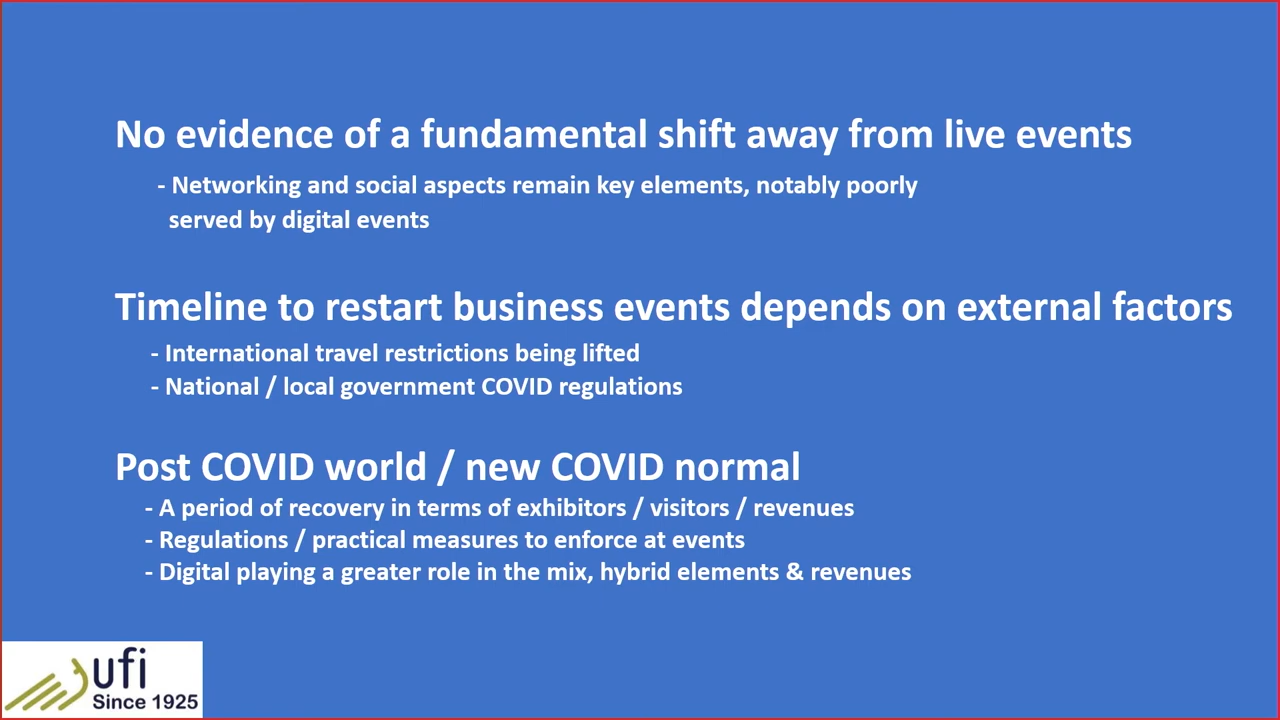 No evidence of a fundamental shift away from live events
- Networking and social aspects remain key elements, notably poorly
served by digital events
Timeline to restart business events depends on external factors
- International travel restrictions being lifted
- National / local government COVID regulations
Post COVID world / new COVID normal
- A period of recovery in terms of exhibitors / visitors / revenues
- Regulations / practical measures to enforce at events
- Digital playing a greater role in the mix, hybrid elements & revenues
ufi
Since 1925